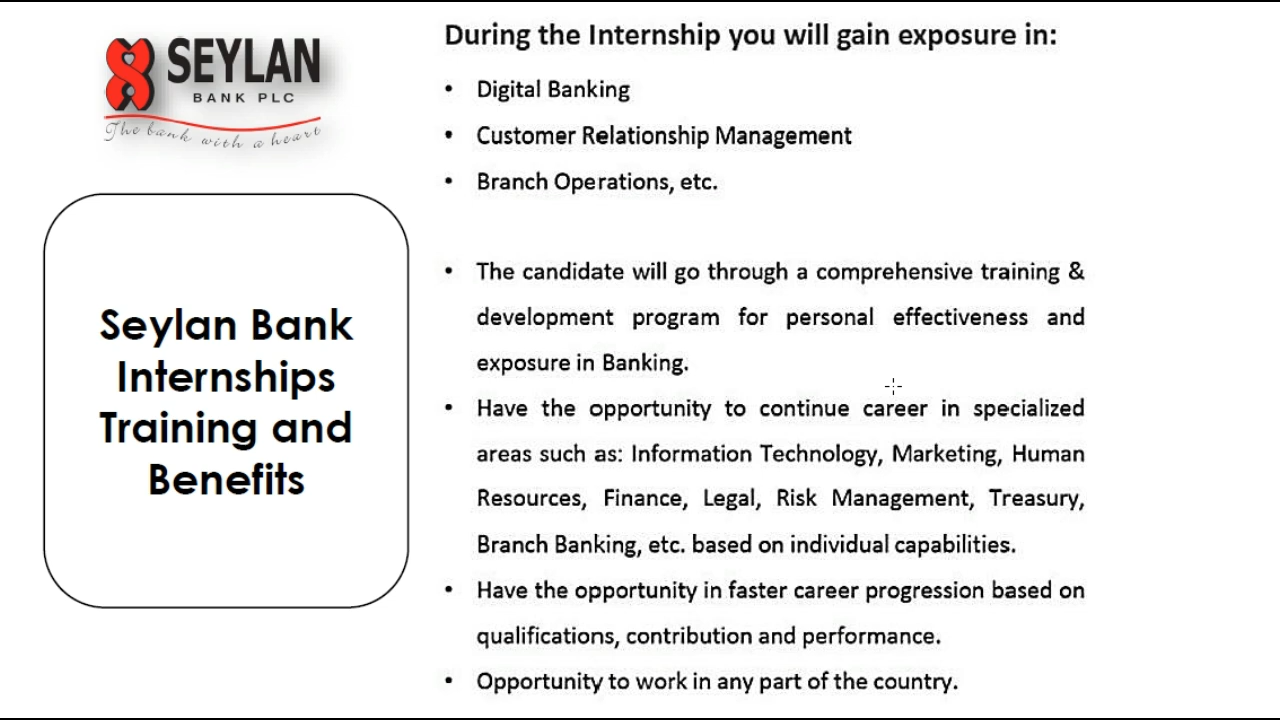 SEYLAN
BANK PLC
The bank with a heart
Seylan Bank
Internships
Training and
Benefits
During the Internship you will gain exposure in:
• Digital Banking
• Customer Relationship Management
• Branch Operations, etc.
• The candidate will go through a comprehensive training &
development program for personal effectiveness and
exposure in Banking.
• Have the opportunity to continue career in specialized
areas such as: Information Technology, Marketing, Human
Resources, Finance, Legal, Risk Management, Treasury,
Branch Banking, etc. based on individual capabilities.
• Have the opportunity in faster career progression based on
qualifications, contribution and performance.
• Opportunity to work in any part of the country.